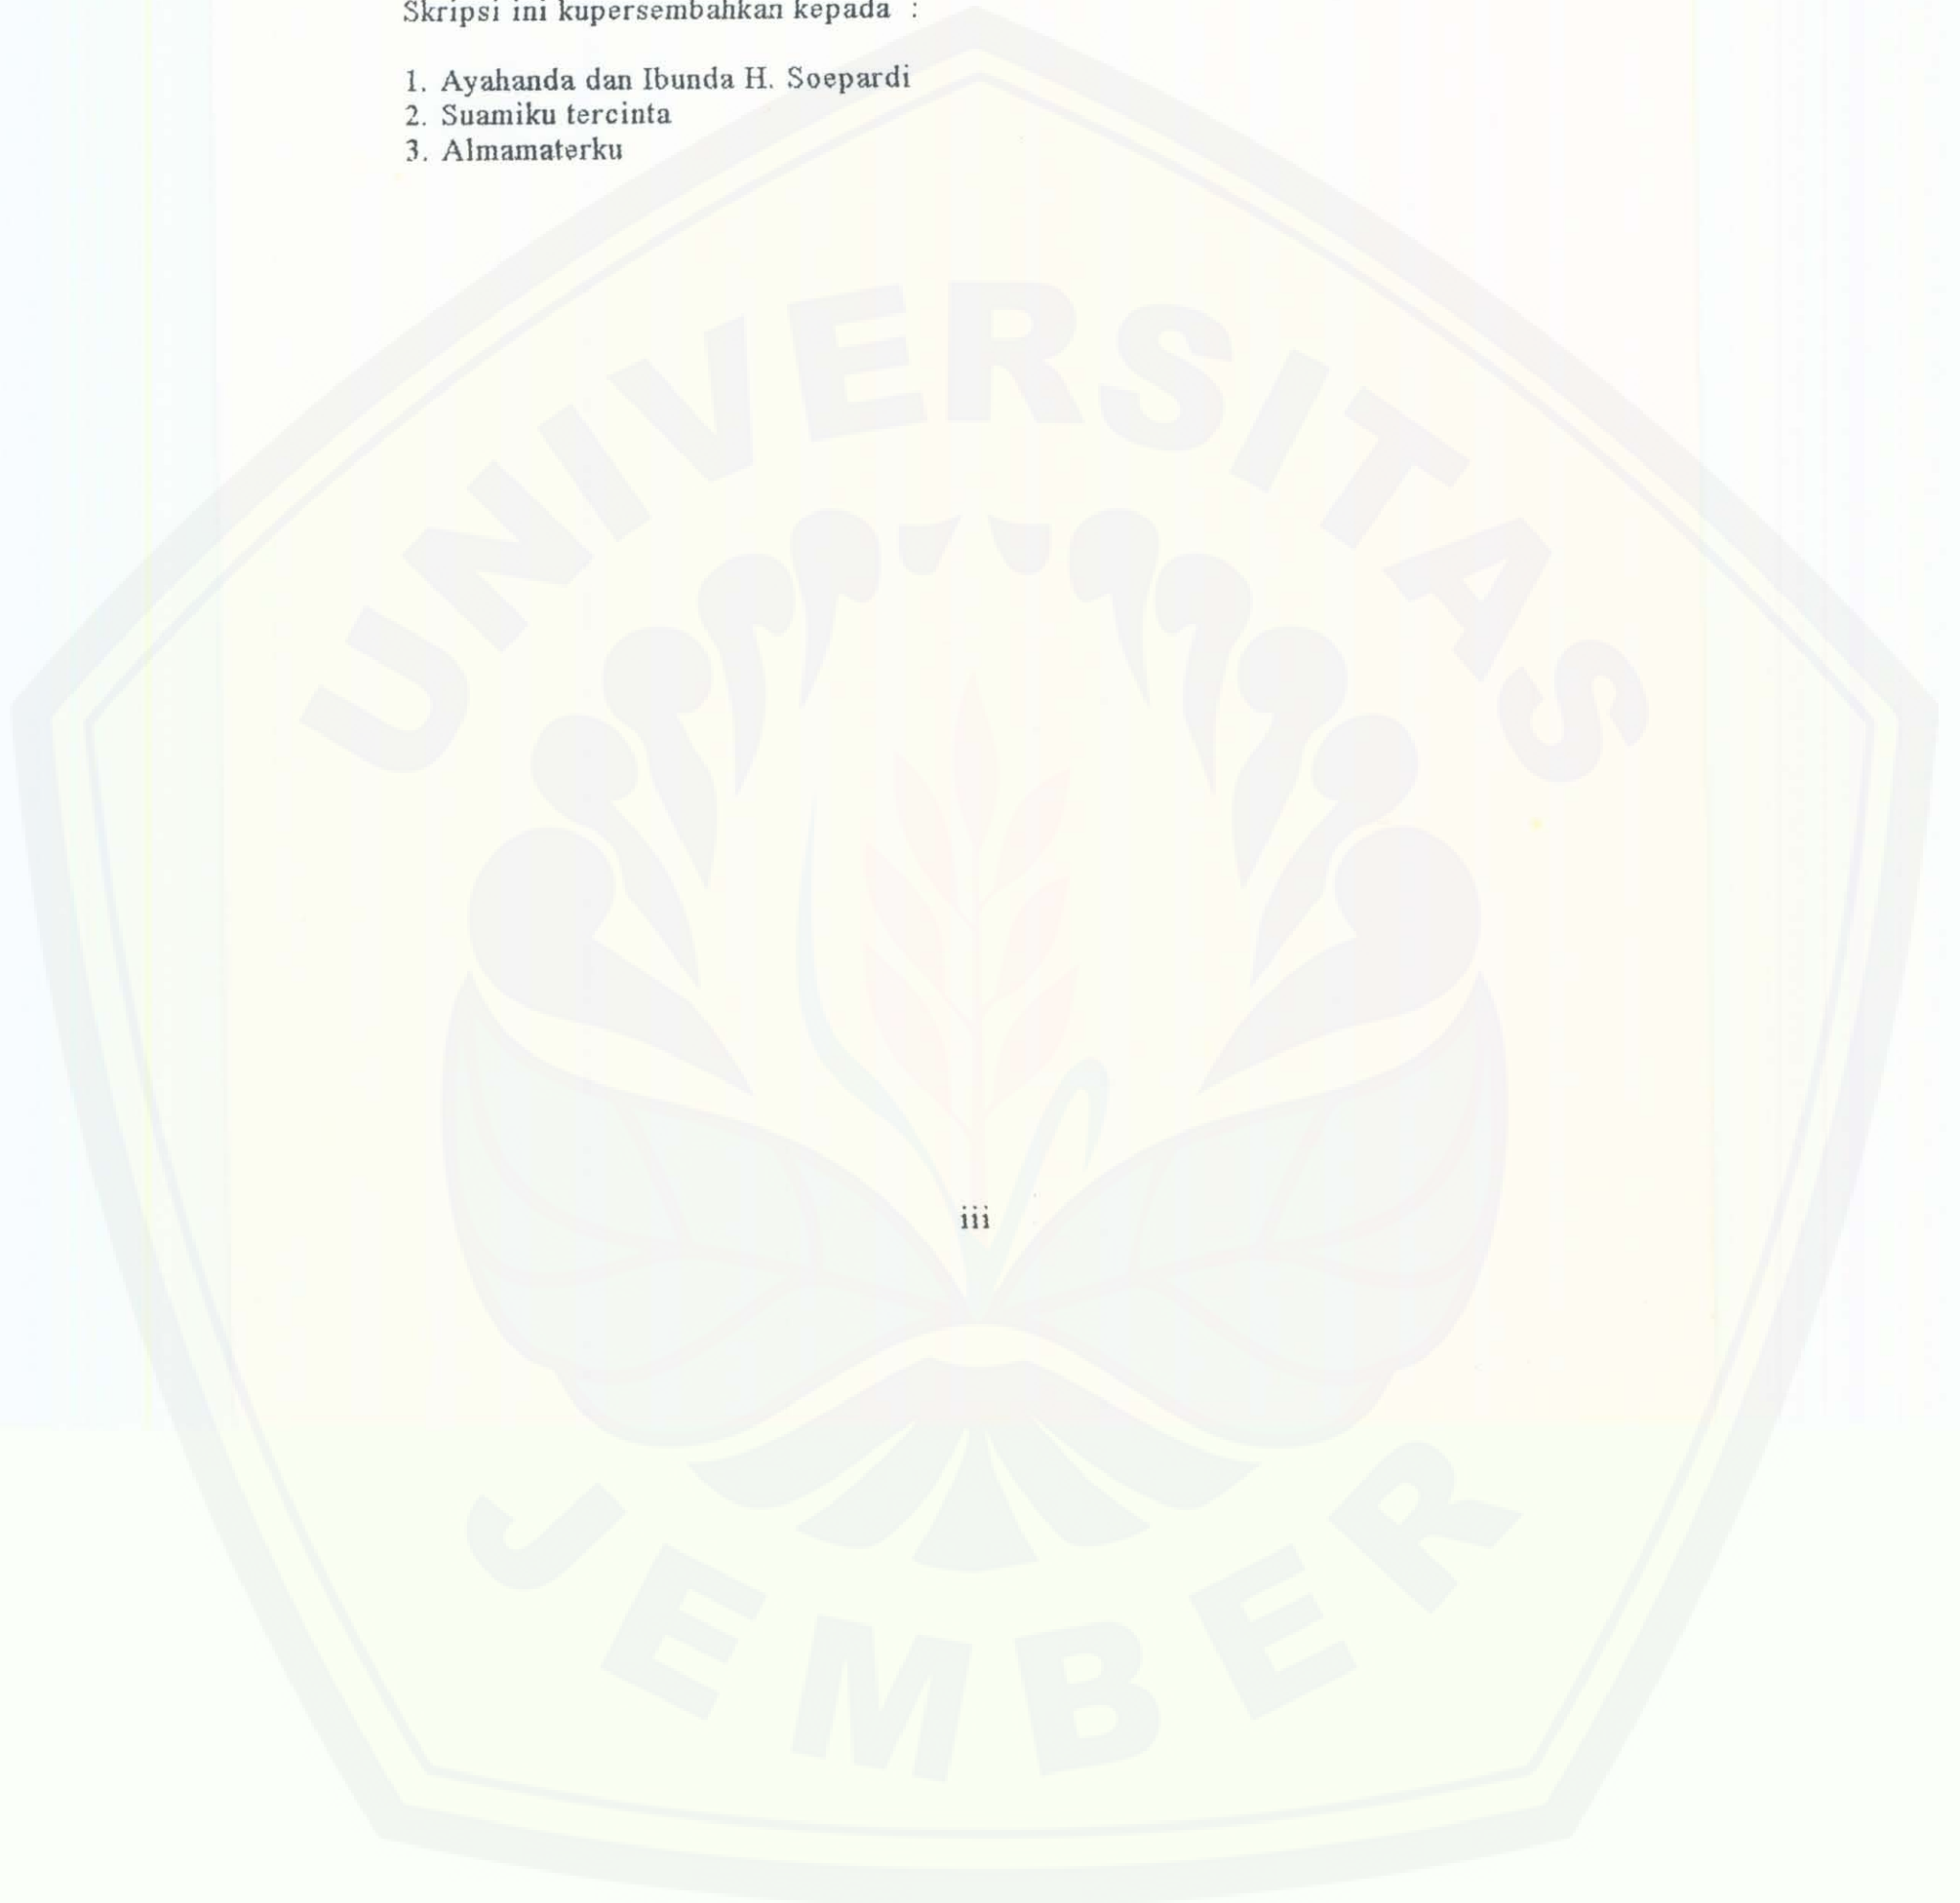 Skripsi ini kupersembahkan kepada :
1. Ayahanda dan Ibunda H. Soepardi
2. Suamiku tercinta
3. Almamaterku
UNIVERSITAS
iii
JEMBER